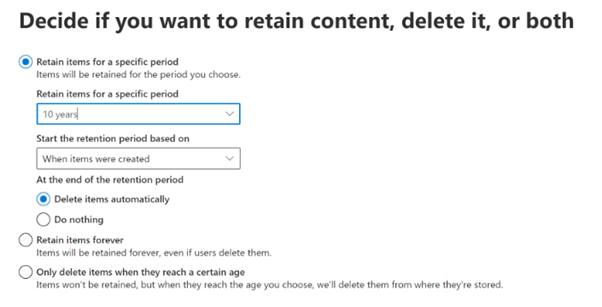 Decide if you want to retain content, delete it, or both
Retain items for a specific period
Items will be retained for the period you choose.
Retain items for a specific period
10 years
Start the retention period based on
When items were created
At the end of the retention period
Delete items automatically
Do nothing
Retain items forever
Items will be retained forever, even if users delete them.
Only delete items when they reach a certain age
Items won't be retained, but when they reach the age you choose, we'll delete them from where they're stored.